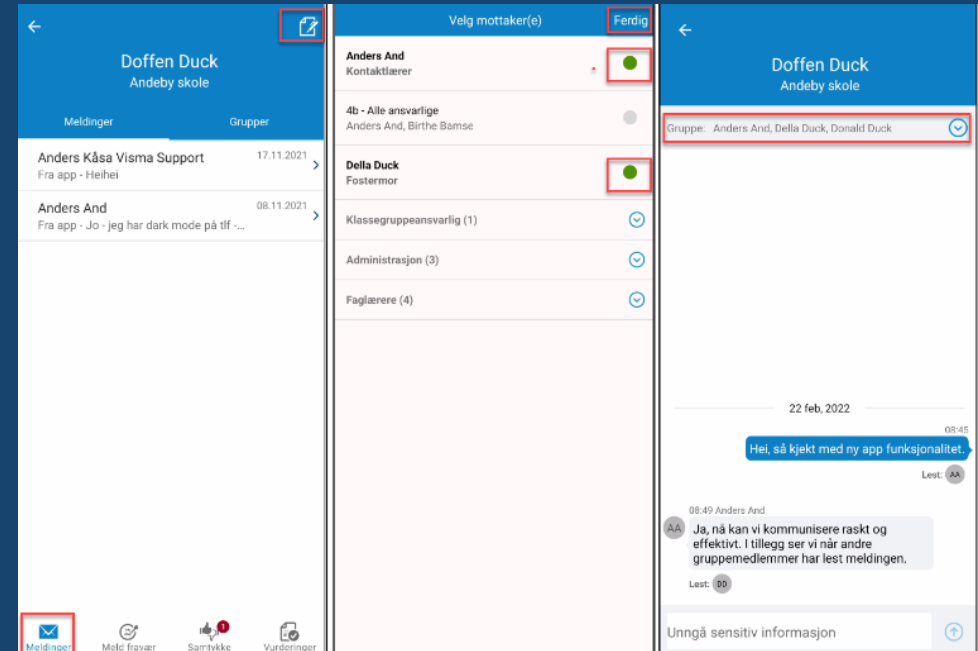 Doffen Duck
Andeby skole
Meldinger
Grupper
Anders Kåsa Visma Support
17.11.2021
Fra app - Heihei
Anders And
08.11.2021
Fra app - Jo - jeg har dark mode på tlf -...
Meldinger
Meld fravær
1
Samtykke
Vurderinger
Velg mottaker(e)
Ferdig
Anders And
Kontaktlærer
4b - Alle ansvarlige
Anders And, Birthe Bamse
Della Duck
Fostermor
Klassegruppeansvarlig (1)
Administrasjon (3)
Faglærere (4)
Doffen Duck
Andeby skole
Gruppe: Anders And, Della Duck, Donald Duck
22 feb, 2022
08:45
Hei, så kjekt med ny app funksjonalitet.
Lest: AA
08:49 Anders And
AA
Ja, nå kan vi kommunisere raskt og
effektivt. I tillegg ser vi når andre
gruppemedlemmer har lest meldingen.
Lest: DD
Unngå sensitiv informasjon